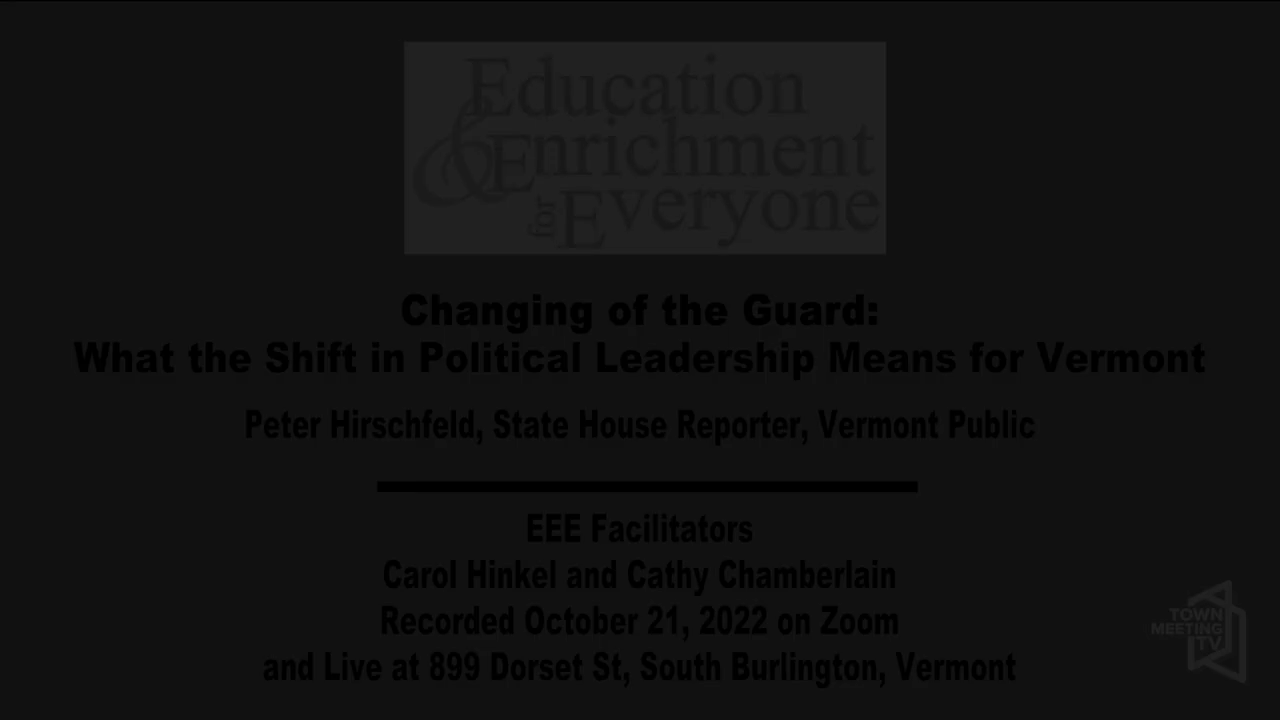 Education
& Enrichment
for Everyone
Changing of the Guard:
What the Shift in Political Leadership Means for Vermont
Peter Hirschfeld, State House Reporter, Vermont Public
EEE Facilitators
Carol Hinkel and Cathy Chamberlain
Recorded October 21, 2022 on Zoom
and Live at 899 Dorset St, South Burlington, Vermont
TOWN
MEETING
TV